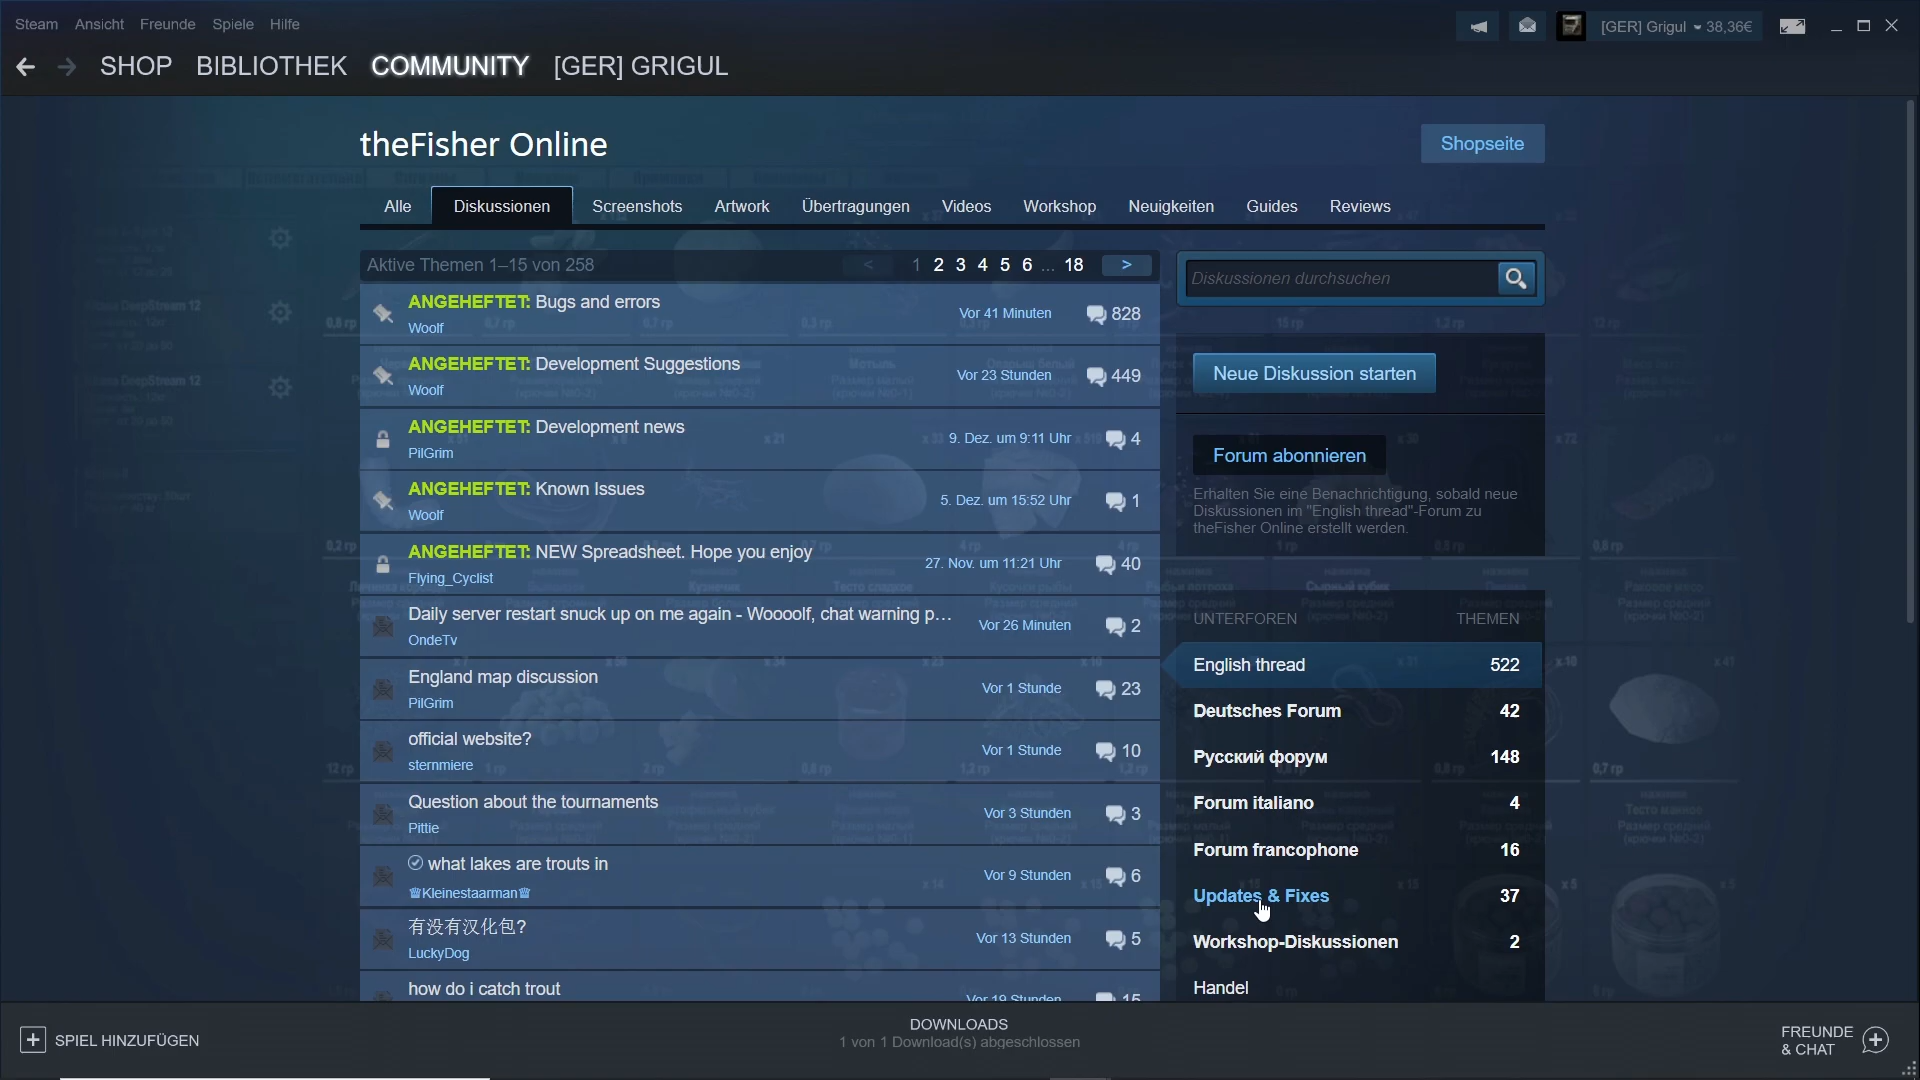 Steam Ansicht Freunde Spiele Hilfe
[GER] Grigul 38,36€
SHOP BIBLIOTHEK COMMUNITY [GER] GRIGUL
theFisher Online
Shopseite
Alle Diskussionen Screenshots Artwork Übertragungen Videos Workshop Neuigkeiten Guides Reviews
Aktive Themen 1–15 von 258
< 1 2 3 4 5 6 ... 18 >
ANGEHEFTET: Bugs and errors
Woolf
Vor 41 Minuten 828
ANGEHEFTET: Development Suggestions
Woolf
Vor 23 Stunden 449
ANGEHEFTET: Development news
PilGrim
9. Dez. um 9:11 Uhr 4
ANGEHEFTET: Known Issues
Woolf
5. Dez. um 15:52 Uhr 1
ANGEHEFTET: NEW Spreadsheet. Hope you enjoy
Flying_Cyclist
27. Nov. um 11:21 Uhr 40
Daily server restart snuck up on me again - Woooolf, chat warning p...
OndeTv
Vor 26 Minuten 2
England map discussion
PilGrim
Vor 1 Stunde 23
official website?
sternmiere
Vor 1 Stunde 10
Question about the tournaments
Pittie
Vor 3 Stunden 3
what lakes are trouts in
♕Kleinestaarman♕
Vor 9 Stunden 6
有没有汉化包?
LuckyDog
Vor 13 Stunden 5
how do i catch trout
Vor 19 Stunden 15
Diskussionen durchsuchen
Neue Diskussion starten
Forum abonnieren
Erhalten Sie eine Benachrichtigung, sobald neue
Diskussionen im "English thread"-Forum zu
theFisher Online erstellt werden.
UNTERFOREN THEMEN
English thread 522
Deutsches Forum 42
Русский форум 148
Forum italiano 4
Forum francophone 16
Updates & Fixes 37
Workshop-Diskussionen 2
Handel
SPIEL HINZUFÜGEN
DOWNLOADS
1 von 1 Download(s) abgeschlossen
FREUNDE
& CHAT